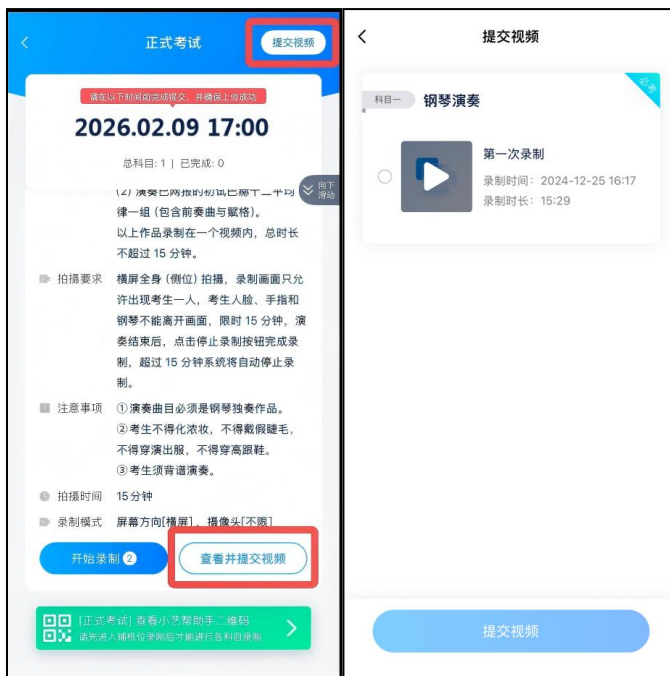 正式考试
提交视频
请在以下时间前完成提交，并确保上传成功
2026.02.09 17:00
总科目: 1 | 已完成: 0
向下
滑动
(2) 演奏已网报的初试巴赫十二平均
律一组 (包含前奏曲与赋格)。
以上作品录制在一个视频内，总时长
不超过 15 分钟。
拍摄要求 横屏全身 (侧位) 拍摄，录制画面只允
许出现考生一人，考生人脸、手指和
钢琴不能离开画面，限时 15 分钟，演
奏结束后，点击停止录制按钮完成录
制，超过 15 分钟系统将自动停止录
制。
注意事项 ①演奏曲目必须是钢琴独奏作品。
②考生不得化浓妆，不得戴假睫毛，
不得穿演出服，不得穿高跟鞋。
③考生须背谱演奏。
拍摄时间 15分钟
录制模式 屏幕方向[横屏]，摄像头[不限]
开始录制 2
查看并提交视频
[正式考试] 查看小艺帮助手二维码
请先进入辅机位录制后才能进行各科目录制
提交视频
必考
科目一 钢琴演奏
第一次录制
录制时间：2024-12-25 16:17
录制时长：15:29
提交视频